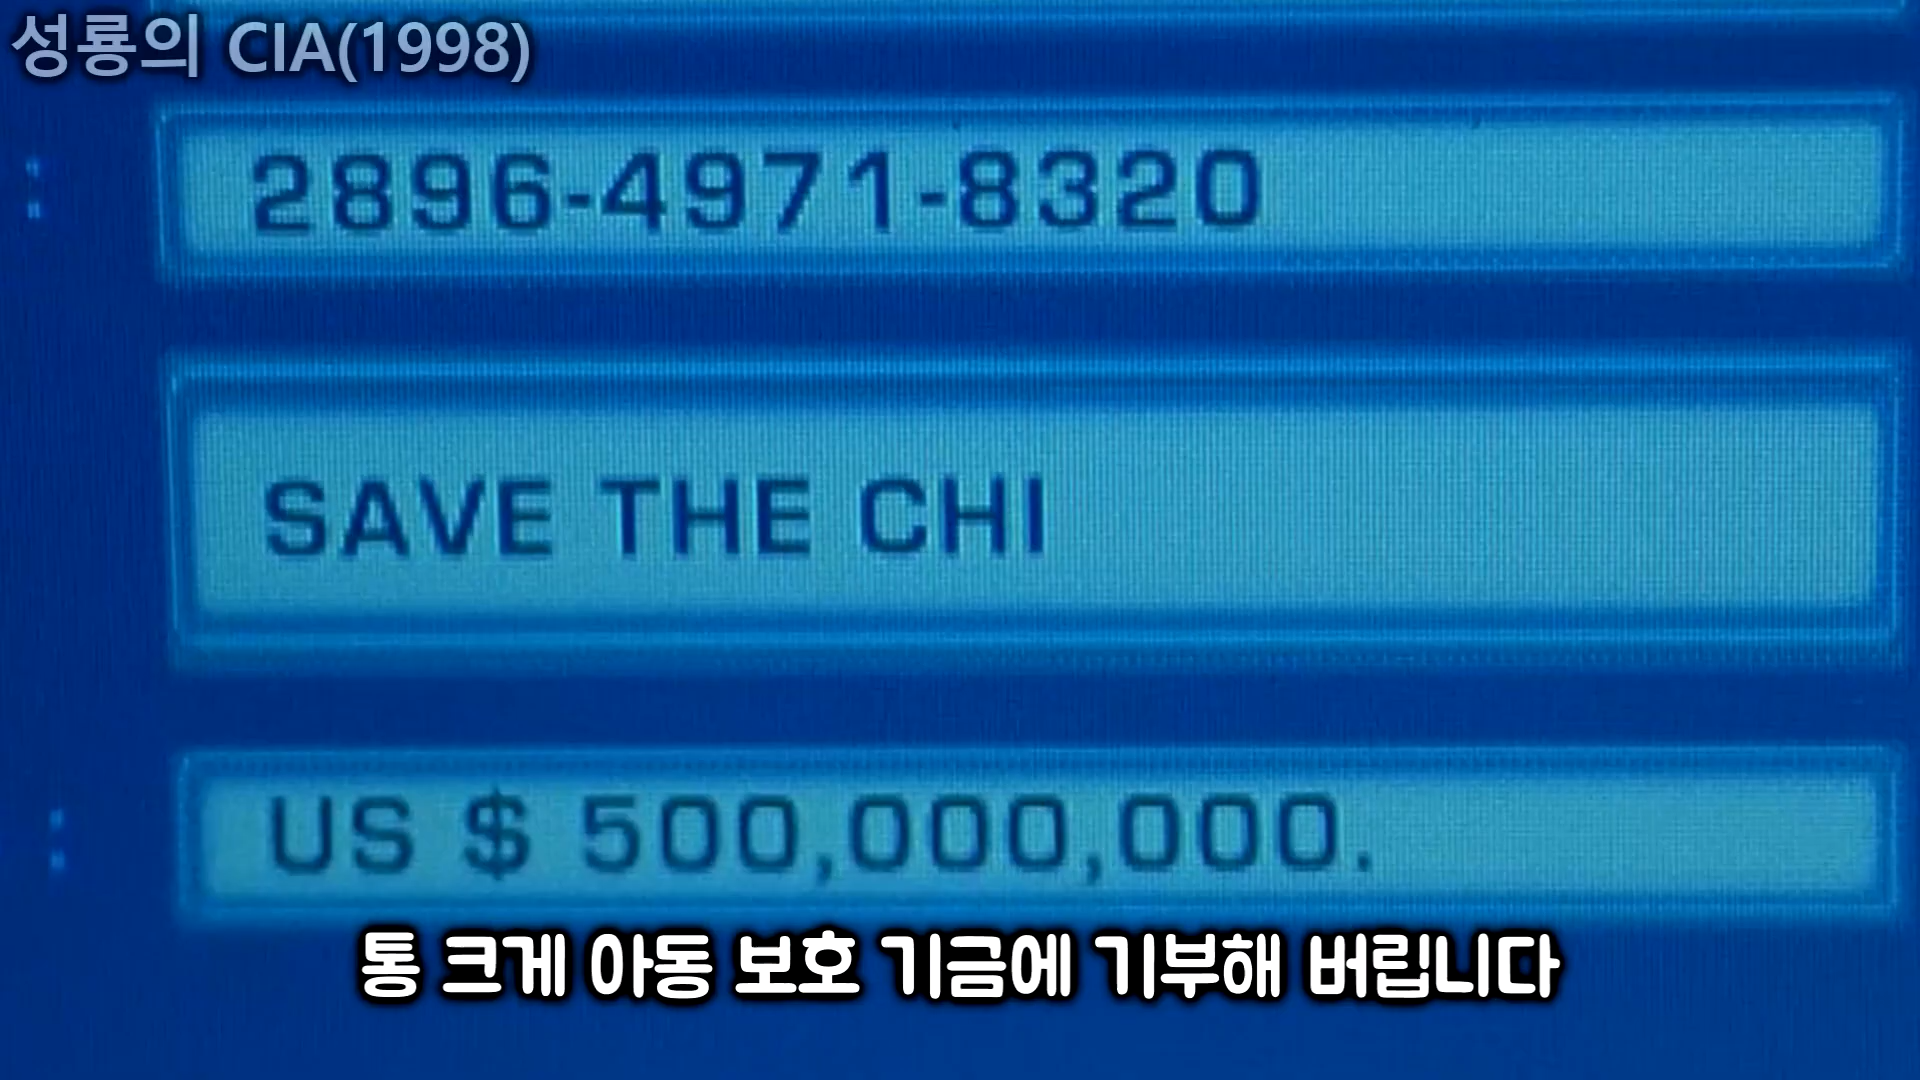 성룡의 CIA(1998)
2896-4971-8320
SAVE THE CHI
US $ 500,000,000.
통 크게 아동 보호 기금에 기부해 버립니다